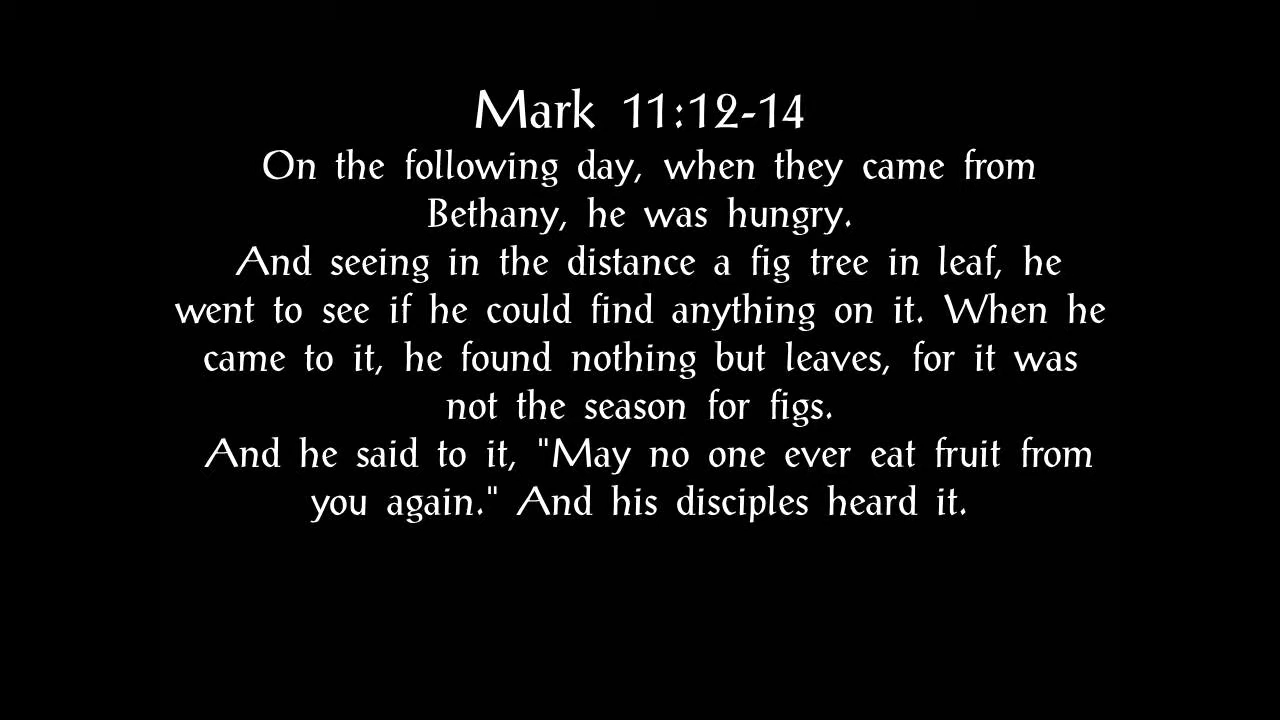 Mark 11:12-14
On the following day, when they came from
Bethany, he was hungry.
And seeing in the distance a fig tree in leaf, he
went to see if he could find anything on it. When he
came to it, he found nothing but leaves, for it was
not the season for figs.
And he said to it, "May no one ever eat fruit from
you again." And his disciples heard it.